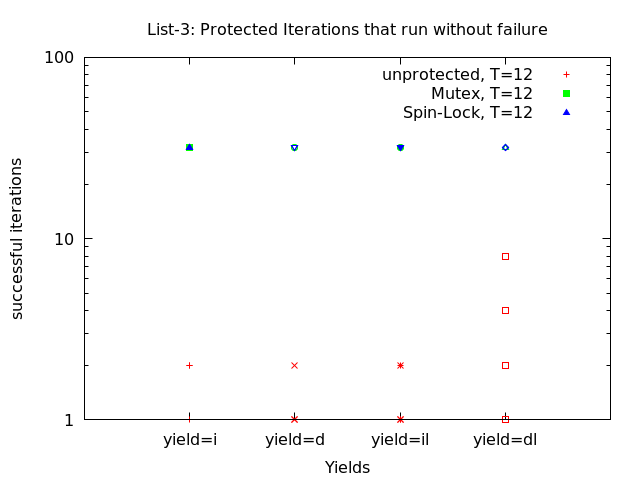 List-3: Protected Iterations that run without failure
100
10
1
successful iterations
unprotected, T=12
Mutex, T=12
Spin-Lock, T=12
yield=i yield=d yield=il yield=dl
Yields